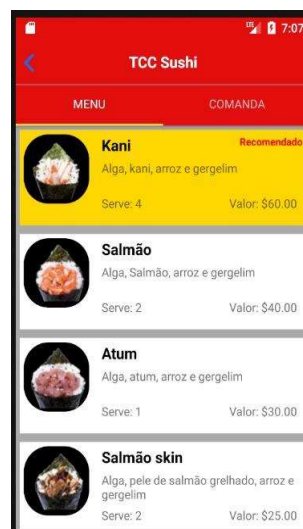 7:07
TCC Sushi
MENU COMANDA
Kani Recomendado
Alga, kani, arroz e gergelim
Serve: 4 Valor: $60.00
Salmão
Alga, Salmão, arroz e gergelim
Serve: 2 Valor: $40.00
Atum
Alga, atum, arroz e gergelim
Serve: 1 Valor: $30.00
Salmão skin
Alga, pele de salmão grelhado, arroz e
gergelim
Serve: 2 Valor: $25.00